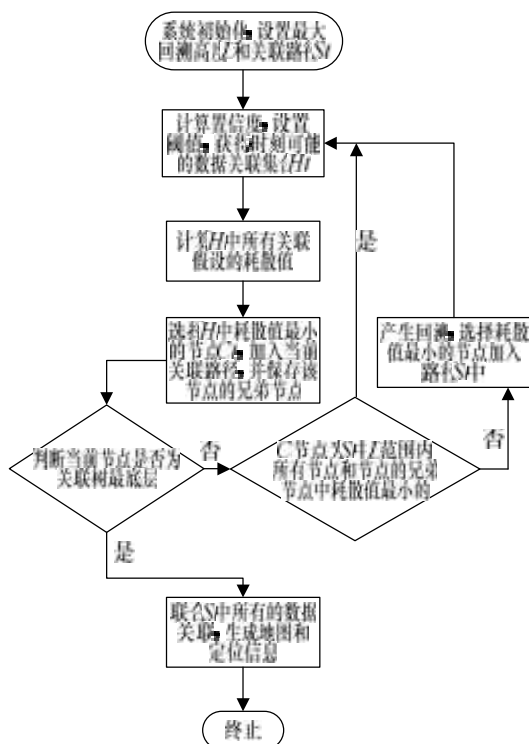 系统初始化,设置最大
回溯高度L和关联路径St
计算置信度,设置
阈值,获得t时刻可能
的数据关联集合Ht
计算H中所有关联
假设的耗散值
选择H中耗散值最小
的节点C,加入当前
关联路径,并保存该
节点的兄弟节点
判断当前节点是否为
关联树最底层
否
C节点为S中L范围内
所有节点和节点的兄弟
节点中耗散值最小的
是
否
产生回溯,选择耗散
值最小的节点加入
路径S中
是
联合S中所有的数据
关联,生成地图和
定位信息
终止